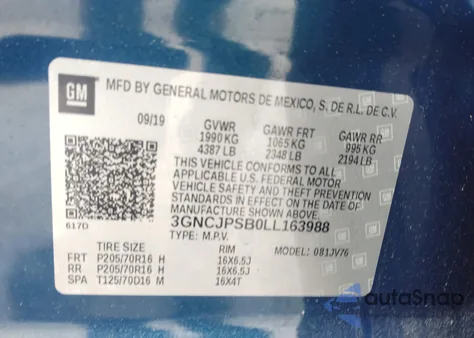 GM
MFD BY GENERAL MOTORS DE MEXICO, S. DE R.L. DE C.V.
09/19 GVWR GAWR FRT GAWR RR
1990 KG 1065 KG 995 KG
4387 LB 2348 LB 2194 LB
THIS VEHICLE CONFORMS TO ALL
APPLICABLE U.S. FEDERAL MOTOR
VEHICLE SAFETY AND THEFT PREVENTION
STANDARDS IN EFFECT ON THE DATE OF
3GNCJPSB0LL163988
617D TYPE: M.P.V. MODEL: 081JV76
TIRE SIZE RIM
FRT P205/70R16 H 16X6.5J
RR P205/70R16 H 16X6.5J
SPA T125/70D16 M 16X4T
autoSnap